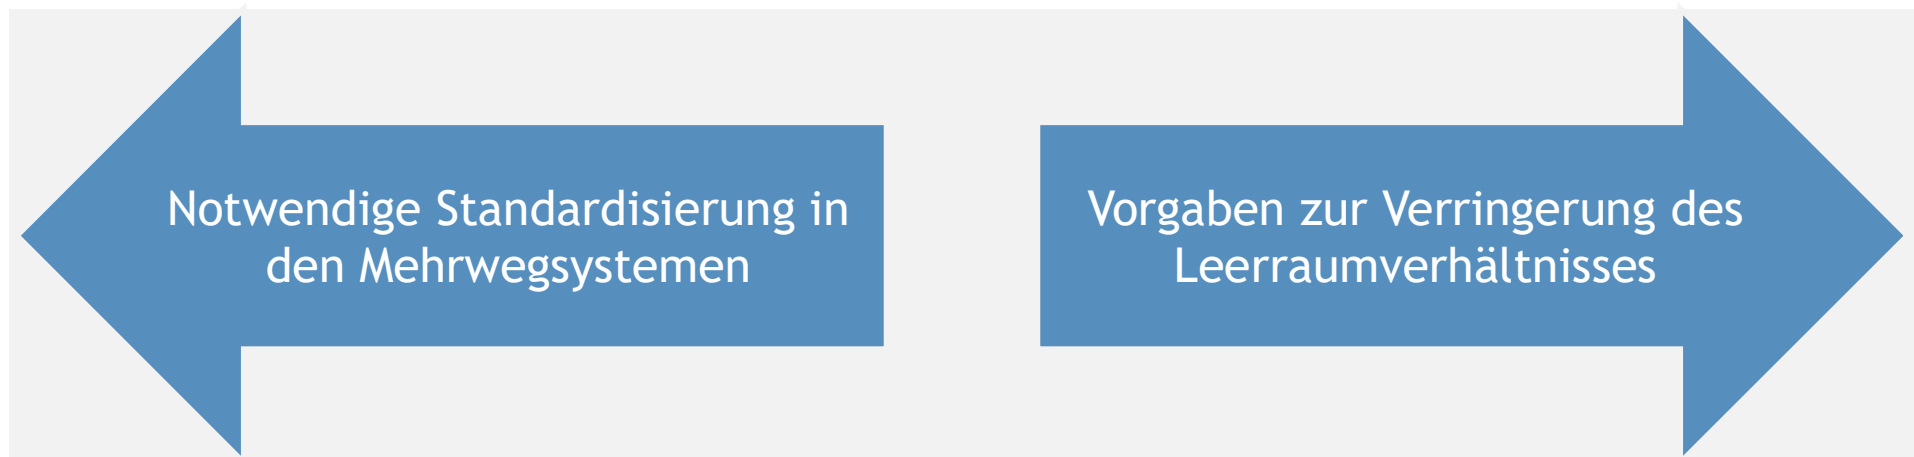 Notwendige Standardisierung in
den Mehrwegsystemen
Vorgaben zur Verringerung des
Leerraumverhältnisses